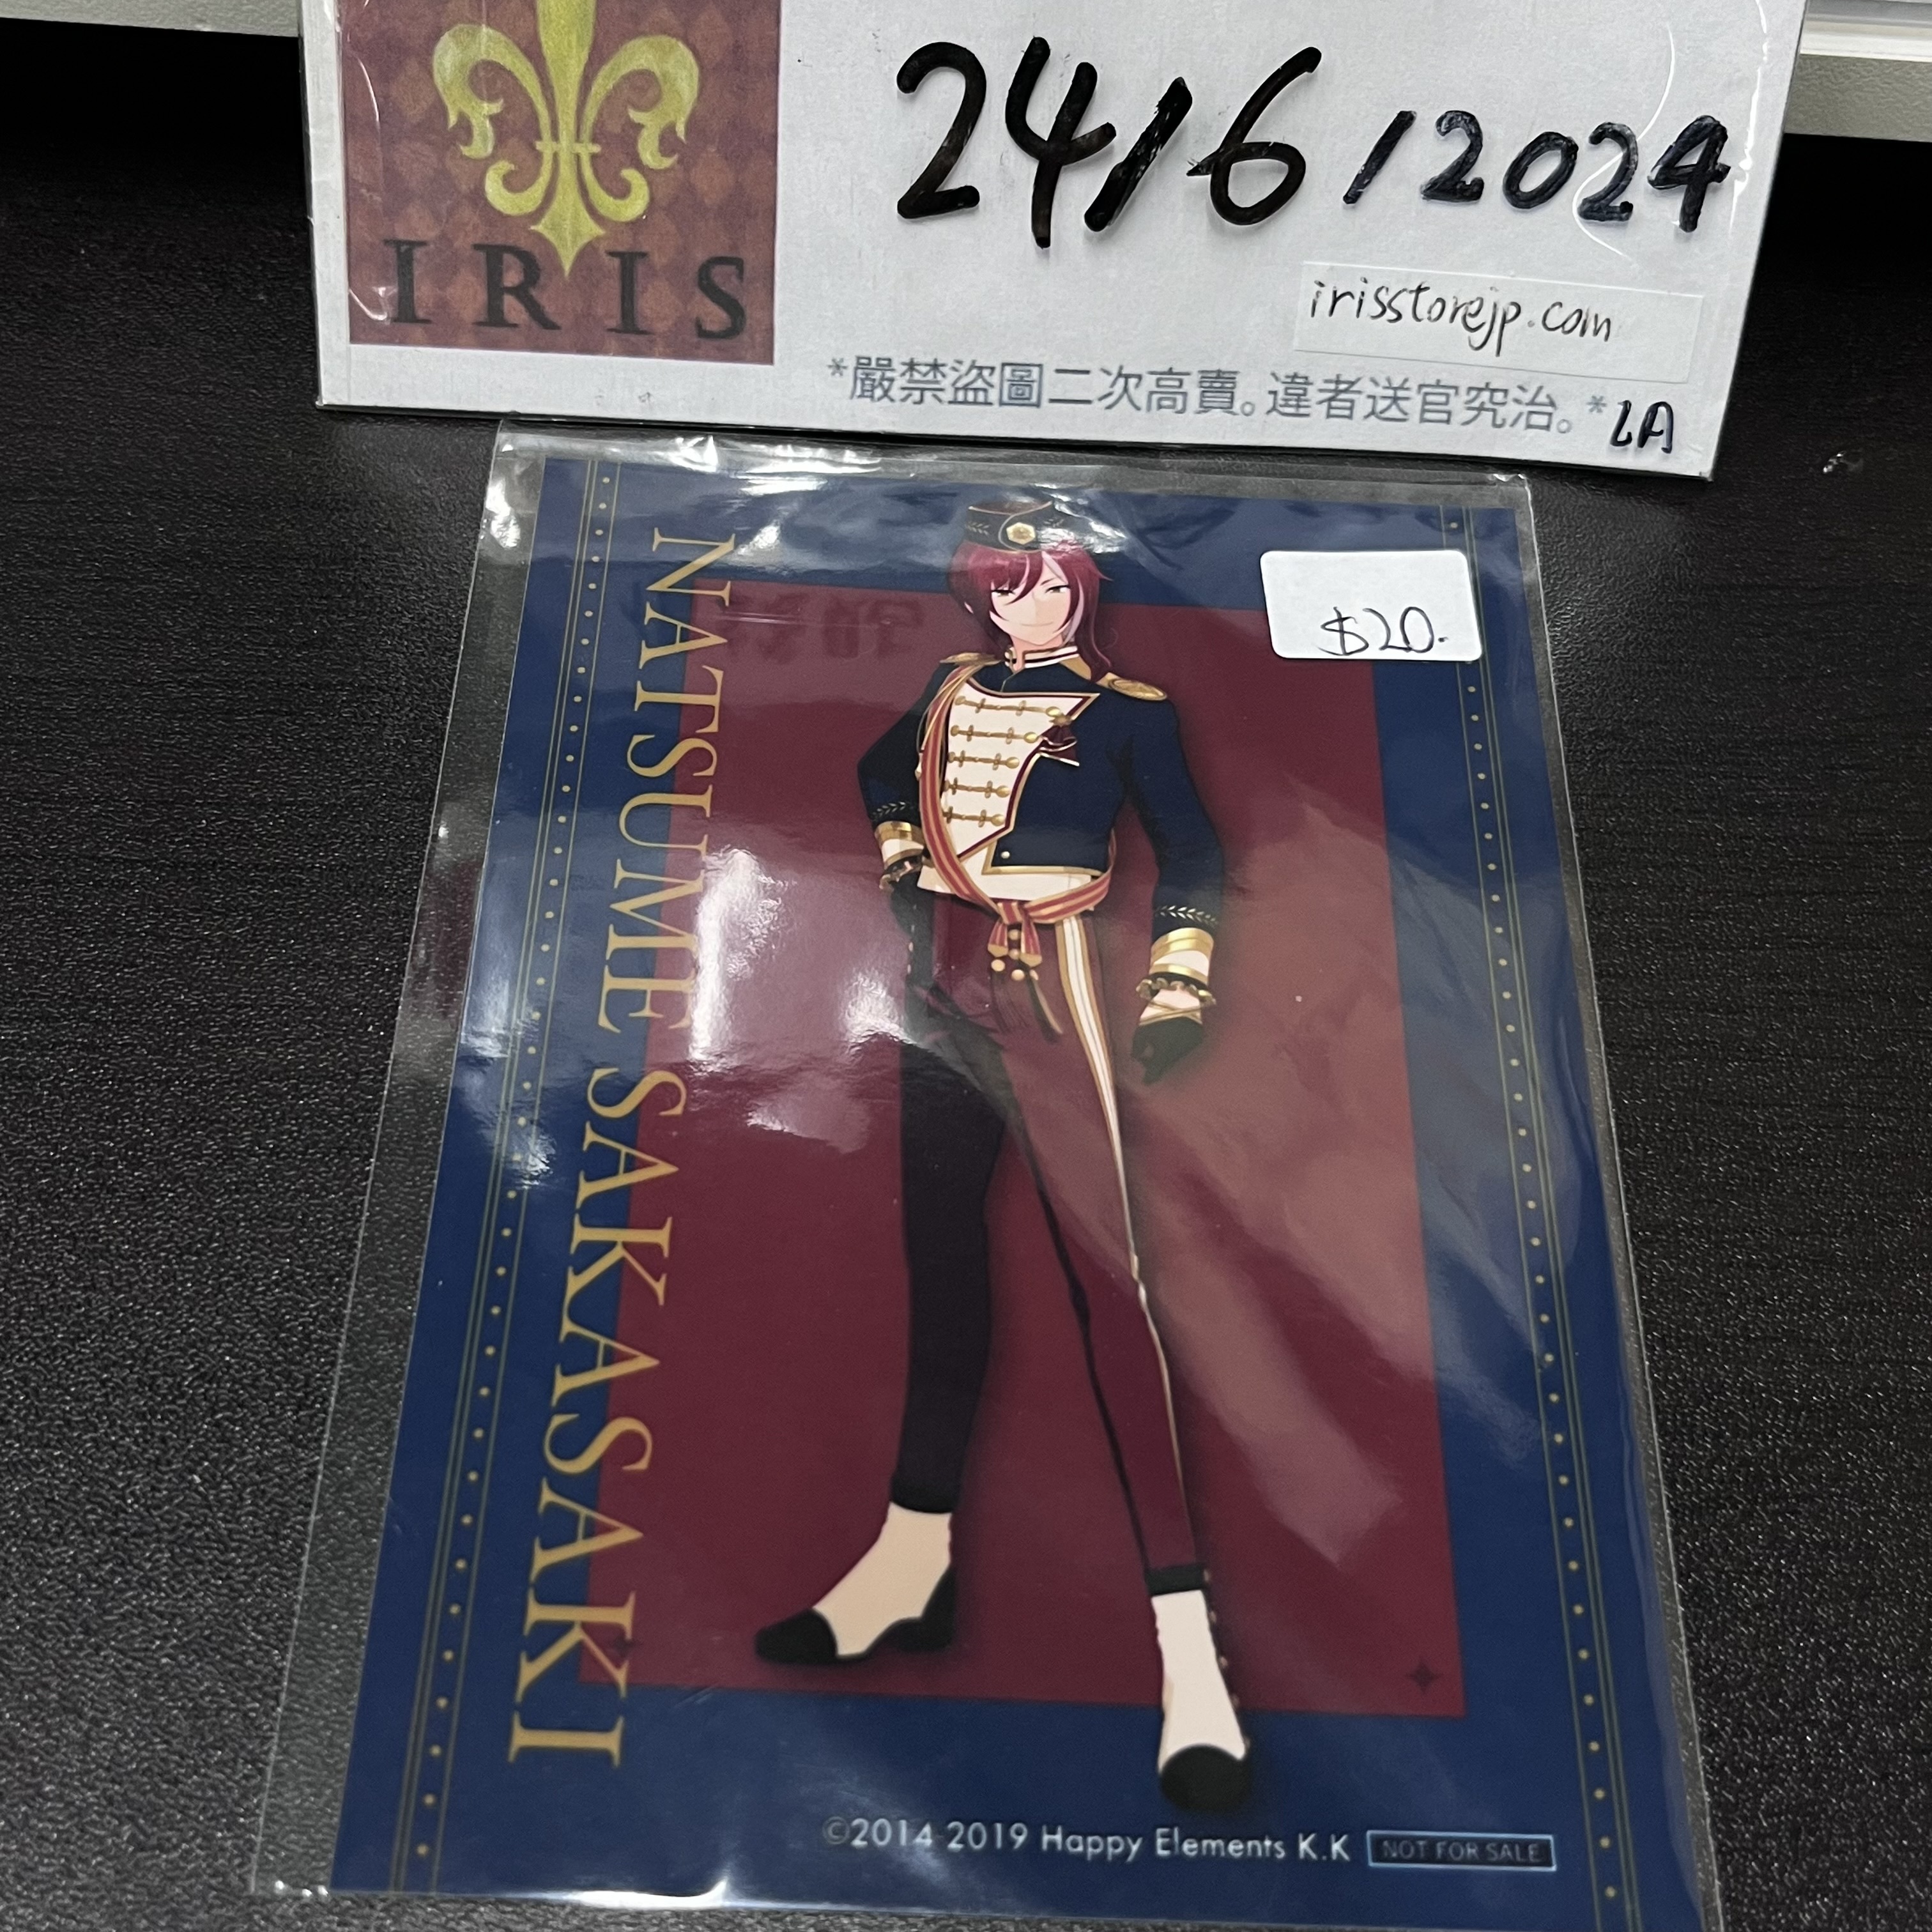 24/6/2024
IRIS
irisstorejp.com
*嚴禁盜圖二次高賣。違者送官究治。*LA
$20.
NATSUME SAKASAKI
©2014-2019 Happy Elements K.K
NOT FOR SALE